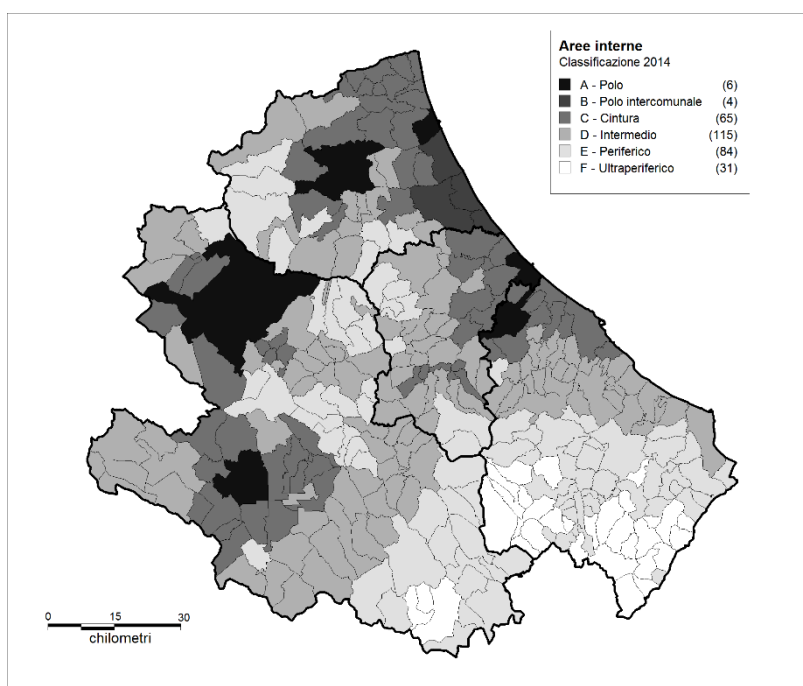 Aree interne
Classificazione 2014
A - Polo (6)
B - Polo intercomunale (4)
C - Cintura (65)
D - Intermedio (115)
E - Periferico (84)
F - Ultraperiferico (31)
0 15 30
chilometri